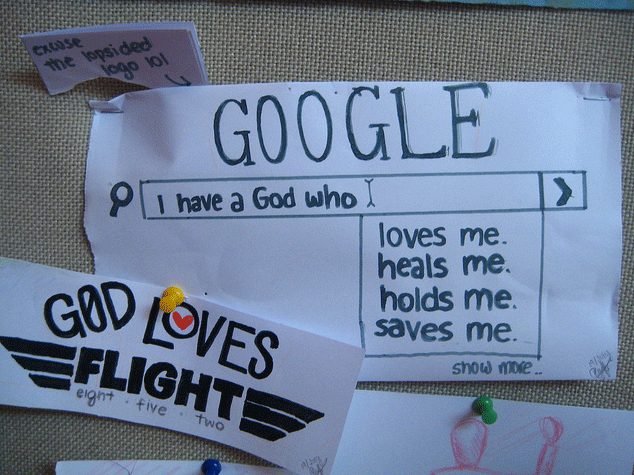 excuse
the lopsided
logo lol
GOOGLE
I have a God who
loves me.
heals me.
holds me.
saves me.
show more..
GOD LOVES
FLIGHT
eight · five · two